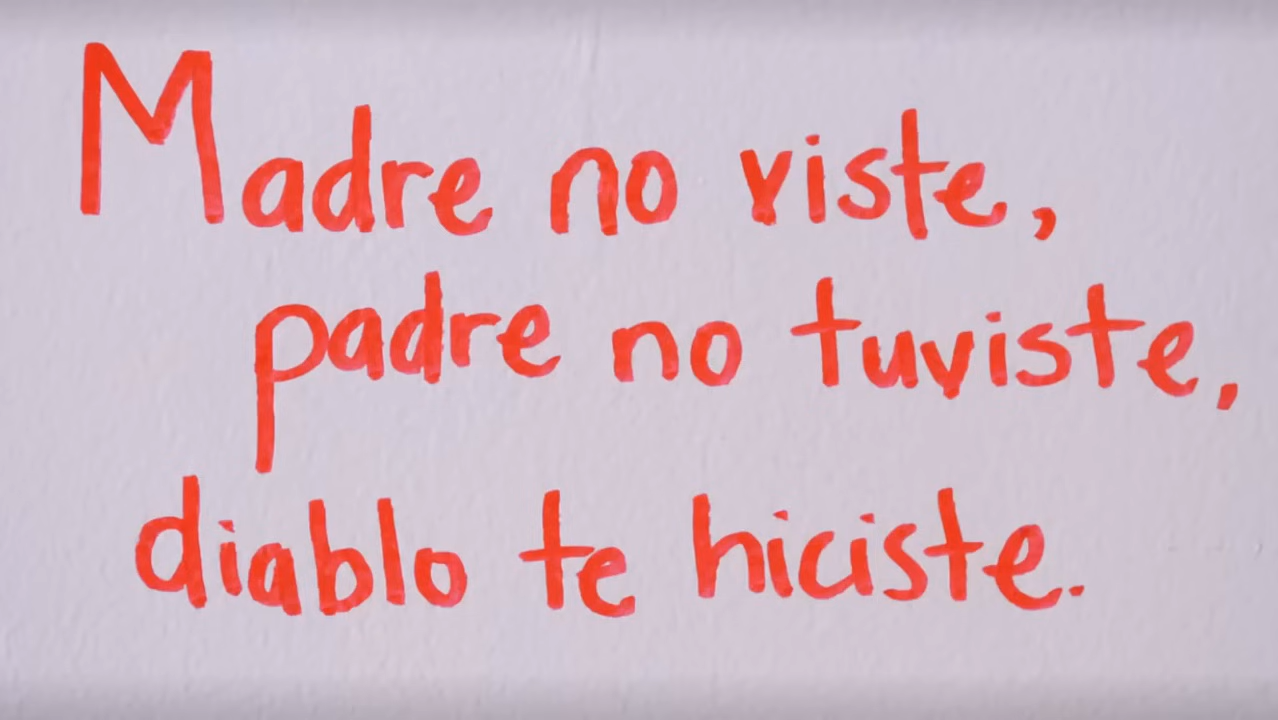 Madre no viste,
padre no tuviste,
diablo te hiciste.